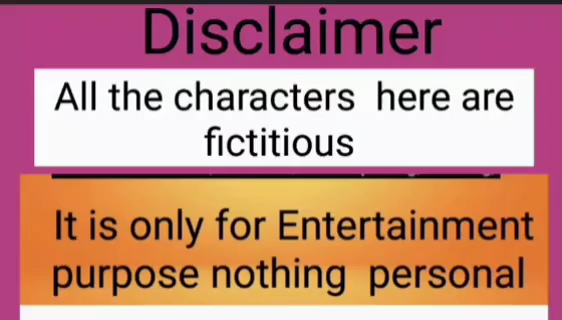 Disclaimer
All the characters here are
fictitious
It is only for Entertainment
purpose nothing personal